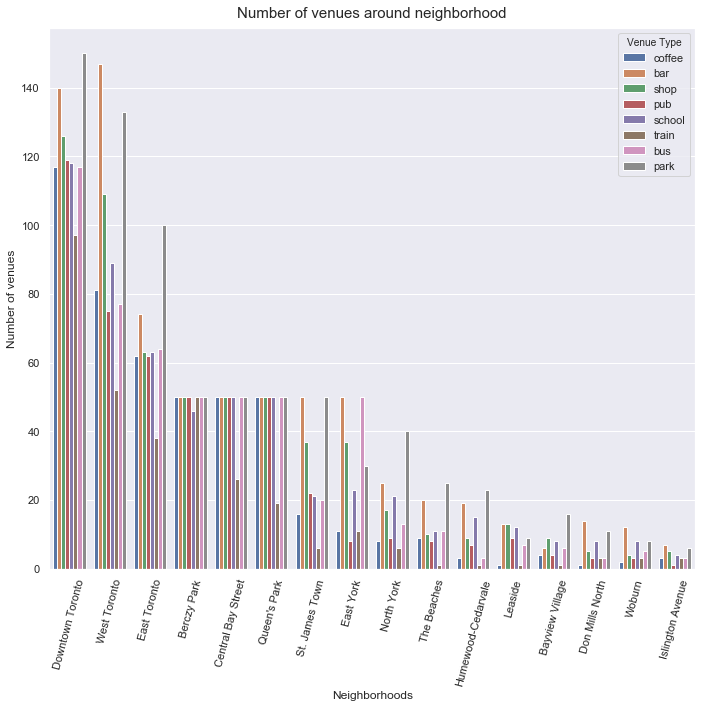 Number of venues around neighborhood
Venue Type
coffee
bar
shop
pub
school
train
bus
park
Number of venues
140
120
100
80
60
40
20
0
Downtown Toronto
West Toronto
East Toronto
Berczy Park
Central Bay Street
Queen's Park
St. James Town
East York
North York
The Beaches
Humewood-Cedarvale
Leaside
Bayview Village
Don Mills North
Woburn
Islington Avenue
Neighborhoods